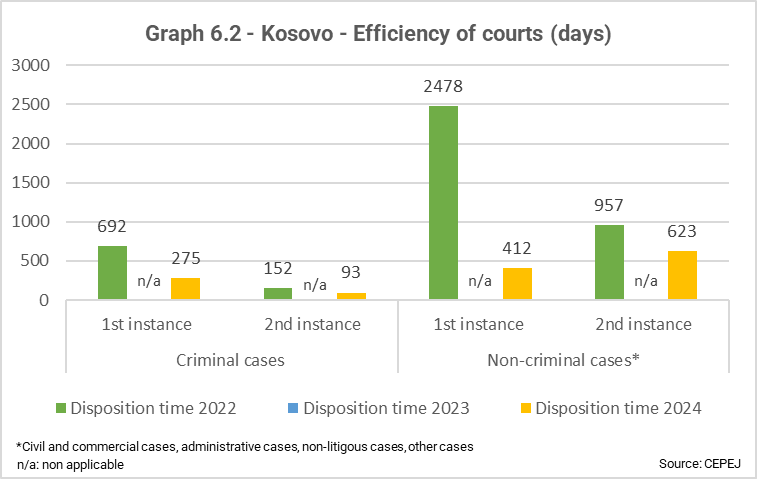 Graph 6.2 - Kosovo - Efficiency of courts (days)
3000
2500
2000
1500
1000
500
0
692
n/a
275
152
n/a
93
2478
n/a
412
957
n/a
623
1st instance
2nd instance
1st instance
2nd instance
Criminal cases
Non-criminal cases*
Disposition time 2022
Disposition time 2023
Disposition time 2024
*Civil and commercial cases, administrative cases, non-litigous cases, other cases
n/a: non applicable
Source: CEPEJ